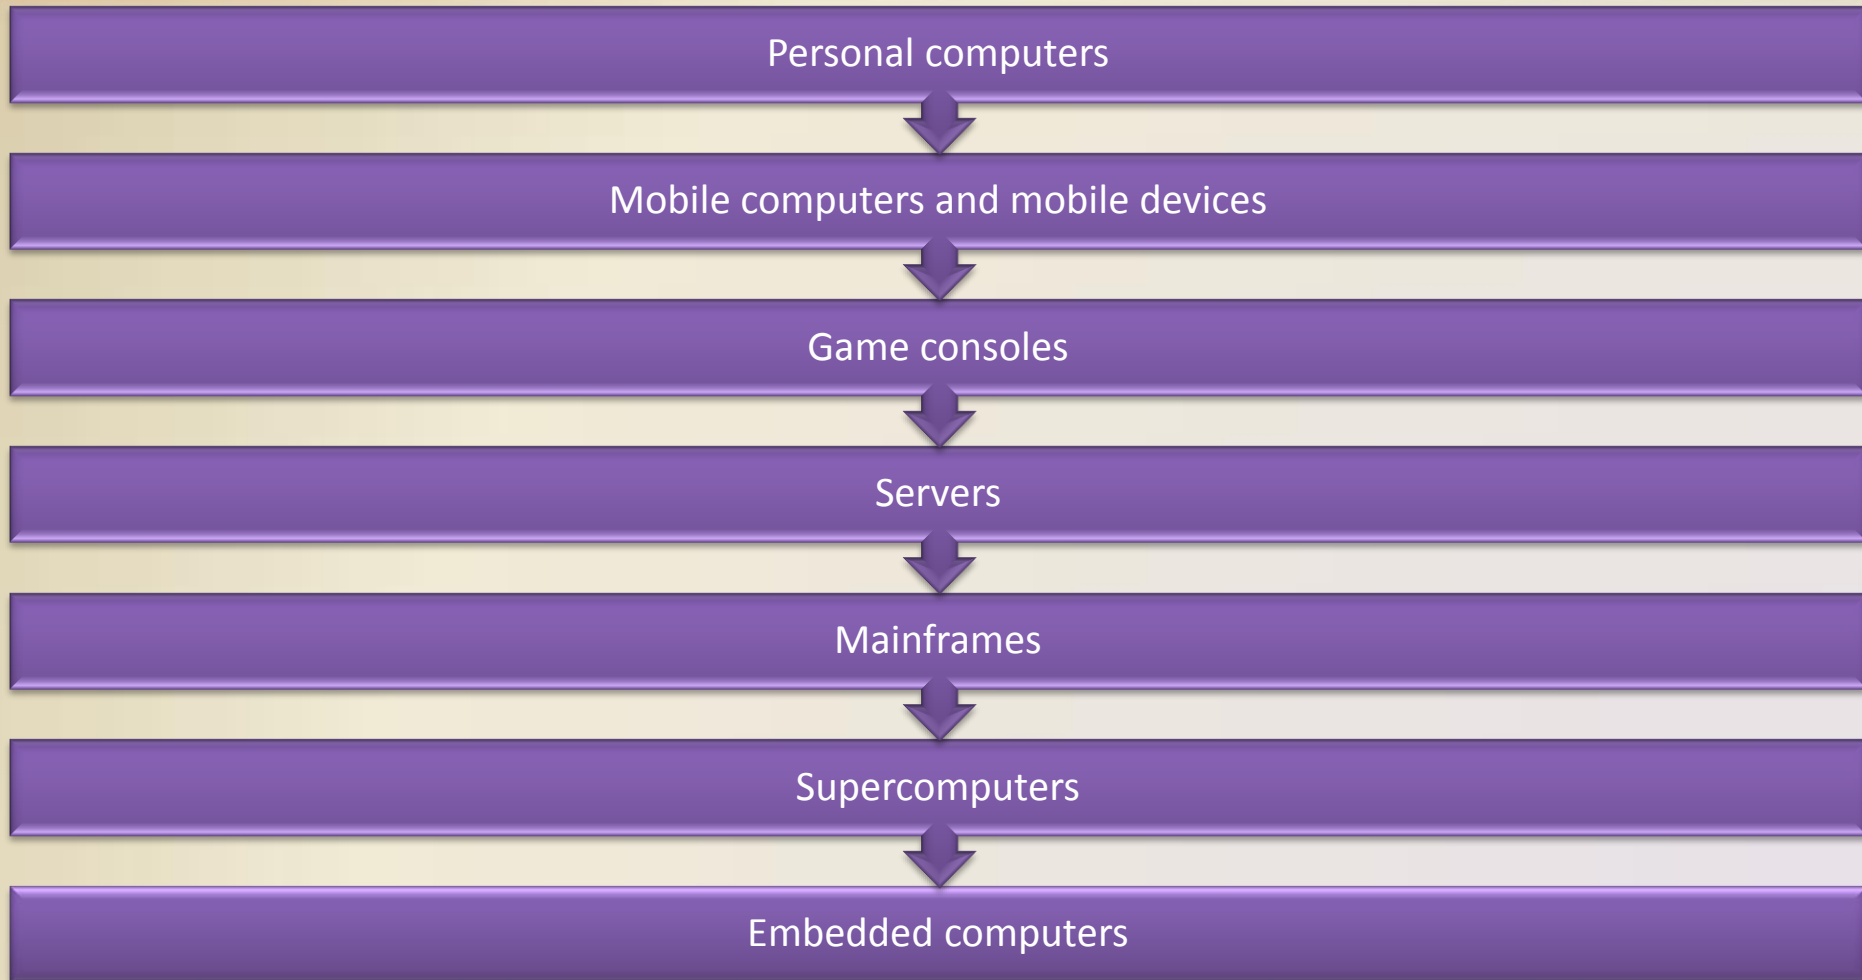 Personal computers
Mobile computers and mobile devices
Game consoles
Servers
Mainframes
Supercomputers
Embedded computers